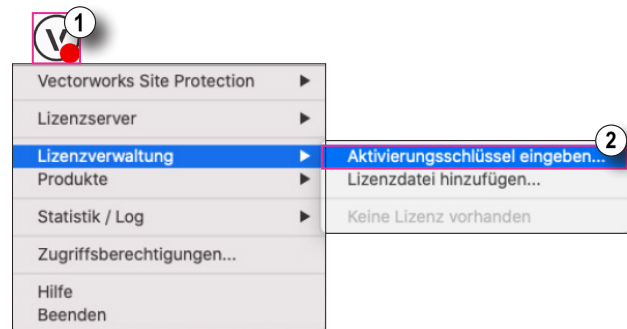 1
Vectorworks Site Protection
Lizenzserver
Lizenzverwaltung
Produkte
Statistik / Log
Zugriffsberechtigungen...
Hilfe
Beenden
2
Aktivierungsschlüssel eingeben...
Lizenzdatei hinzufügen...
Keine Lizenz vorhanden